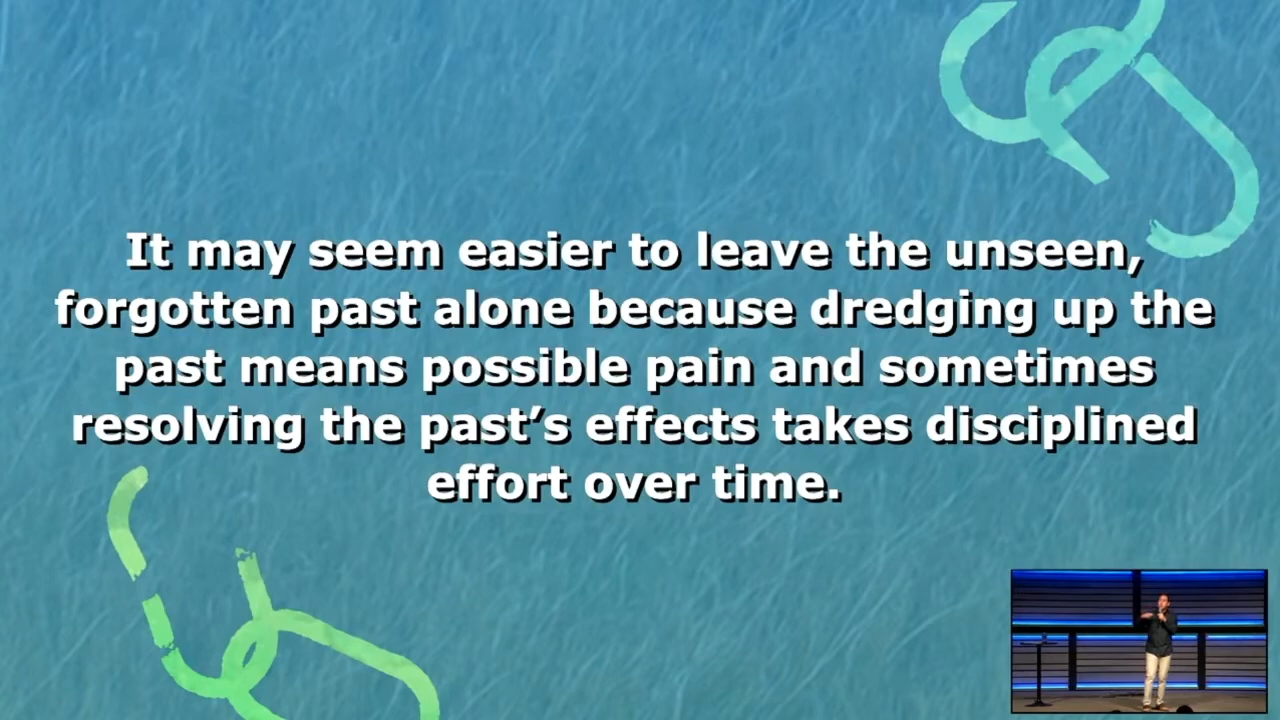 It may seem easier to leave the unseen,
forgotten past alone because dredging up the
past means possible pain and sometimes
resolving the past’s effects takes disciplined
effort over time.